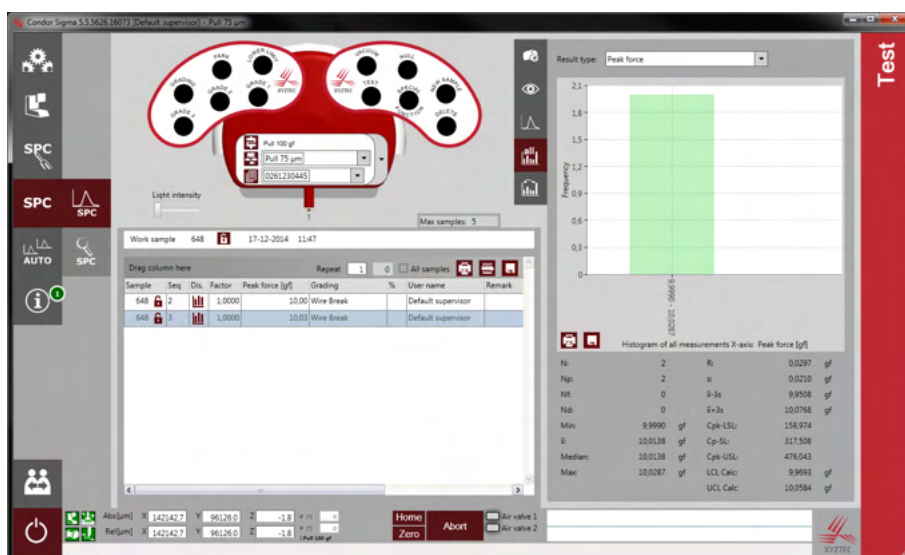 Condor Sigma 5.5.5626.16073 [Default supervisor] - Pull 75 µm
Test
SPC
SPC
SPC
AUTO
SPC
1
GRADING
PARK
LOWER LIMIT
GRADE 3
GRADE 2
GRADE
XYZTEC
VACUUM
NULL
NEW SAMPLE
TEST
SPECIAL FUNCTION
DELETE
XYZTEC
Pull 100 gf
Pull 75 µm
0261230445
1
Light intensity
Max samples: 5
Work sample 648 17-12-2014 11:47
Drag column here Repeat 1 0 All samples
Sample Seq Dis. Factor Peak force [gf] Grading % User name Remark
648 2 1,0000 10,00 Wire Break Default supervisor
648 3 1,0000 10,03 Wire Break Default supervisor
all
Result type: Peak force
Frequency
2,1
1,8
1,5
1,2
0,9
0,6
0,3
0
9,9990 - 10,0287
Histogram of all measurements X-axis: Peak force [gf]
N: 2 R: 0,0297 gf
Np: 2 s: 0,0210 gf
Nf: 0 x̄-3s 9,9508 gf
Nd: 0 x̄+3s 10,0768 gf
Min: 9,9990 gf Cpk-LSL: 158,974
x̄: 10,0138 gf Cp-SL: 317,508
Median: 10,0138 gf Cpk-USL: 476,043
Max: 10,0287 gf LCL Calc: 9,9693 gf
UCL Calc: 10,0584 gf
Abs[µm] X 142142.7 Y 96126.0 Z -1.8
Rel[µm] X 142142.7 Y 96126.0 Z -1.8
/ Pull 100 gf
Home
Zero
Abort
Air valve 1
Air valve 2
XYZTEC